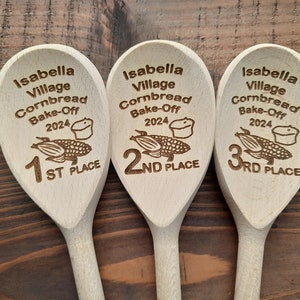 Isabella
Village
Cornbread
Bake-Off
2024
1ST PLACE
Isabella
Village
Cornbread
Bake-Off
2024
2ND PLACE
Isabella
Village
Cornbread
Bake-Off
2024
3RD PLACE